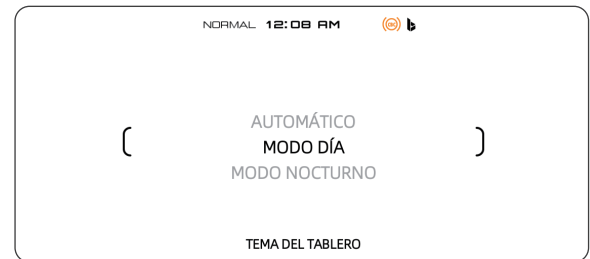 NORMAL 12:08 AM
AUTOMÁTICO
MODO DÍA
MODO NOCTURNO
TEMA DEL TABLERO